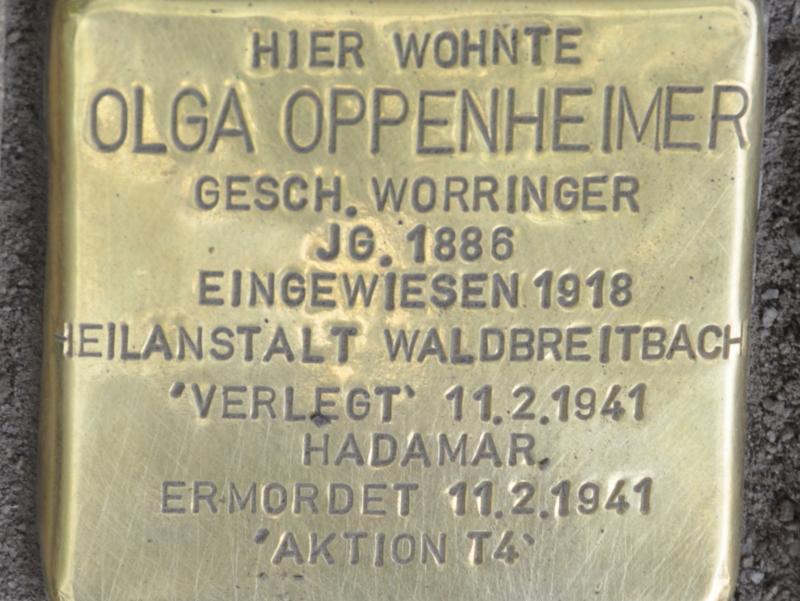 HIER WOHNTE
OLGA OPPENHEIMER
GESCH. WORRINGER
JG. 1886
EINGEWIESEN 1918
HEILANSTALT WALDBREITBACH
'VERLEGT' 11.2.1941
HADAMAR
ERMORDET 11.2.1941
'AKTION T4'